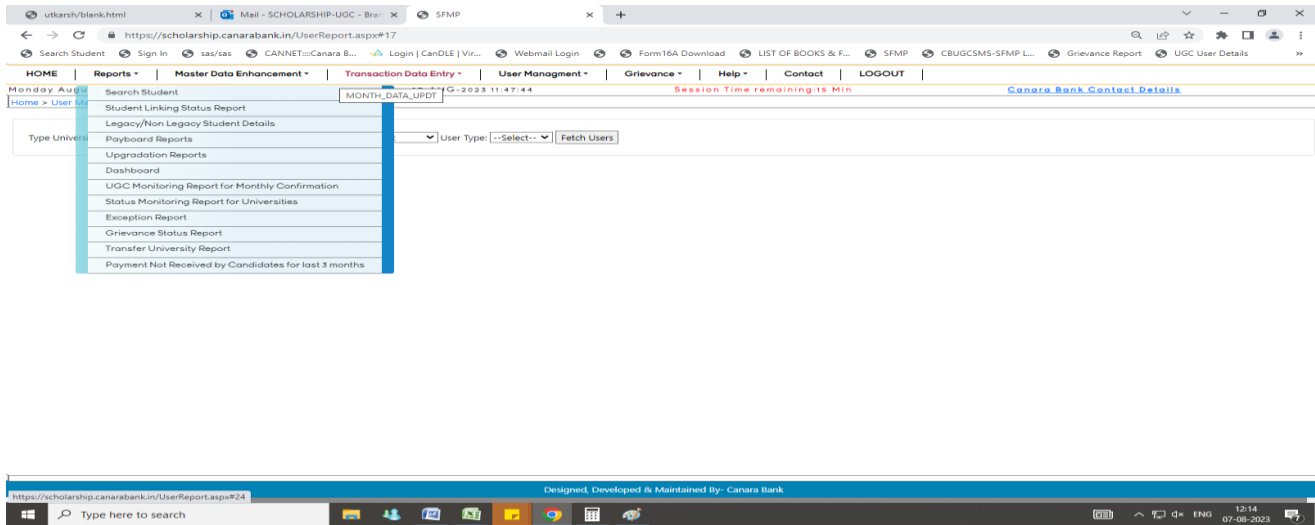 utkarsh/blank.html Mail - SCHOLARSHIP-UGC - Bran SFMP
https://scholarship.canarabank.in/UserReport.aspx#17
Search Student Sign In sas/sas CANNET:::Canara B... Login | CanDLE | Vir... Webmail Login Form16A Download LIST OF BOOKS & F... SFMP CBUGCSMS-SFMP L... Grievance Report UGC User Details »
HOME | Reports | Master Data Enhancement | Transaction Data Entry | User Managment | Grievance | Help | Contact | LOGOUT |
Monday Augu G-2023 11:47:44 Session Time remaining:15 Min Canara Bank Contact Details
MONTH_DATA_UPDT
Home > User Ma
Search Student
Student Linking Status Report
Legacy/Non Legacy Student Details
Type Universi Payboard Reports User Type: --Select-- Fetch Users
Upgradation Reports
Dashboard
UGC Monitoring Report for Monthly Confirmation
Status Monitoring Report for Universities
Exception Report
Grievance Status Report
Transfer University Report
Payment Not Received by Candidates for last 3 months
Designed, Developed & Maintained By- Canara Bank
https://scholarship.canarabank.in/UserReport.aspx#24
Type here to search ENG 12:14
07-08-2023